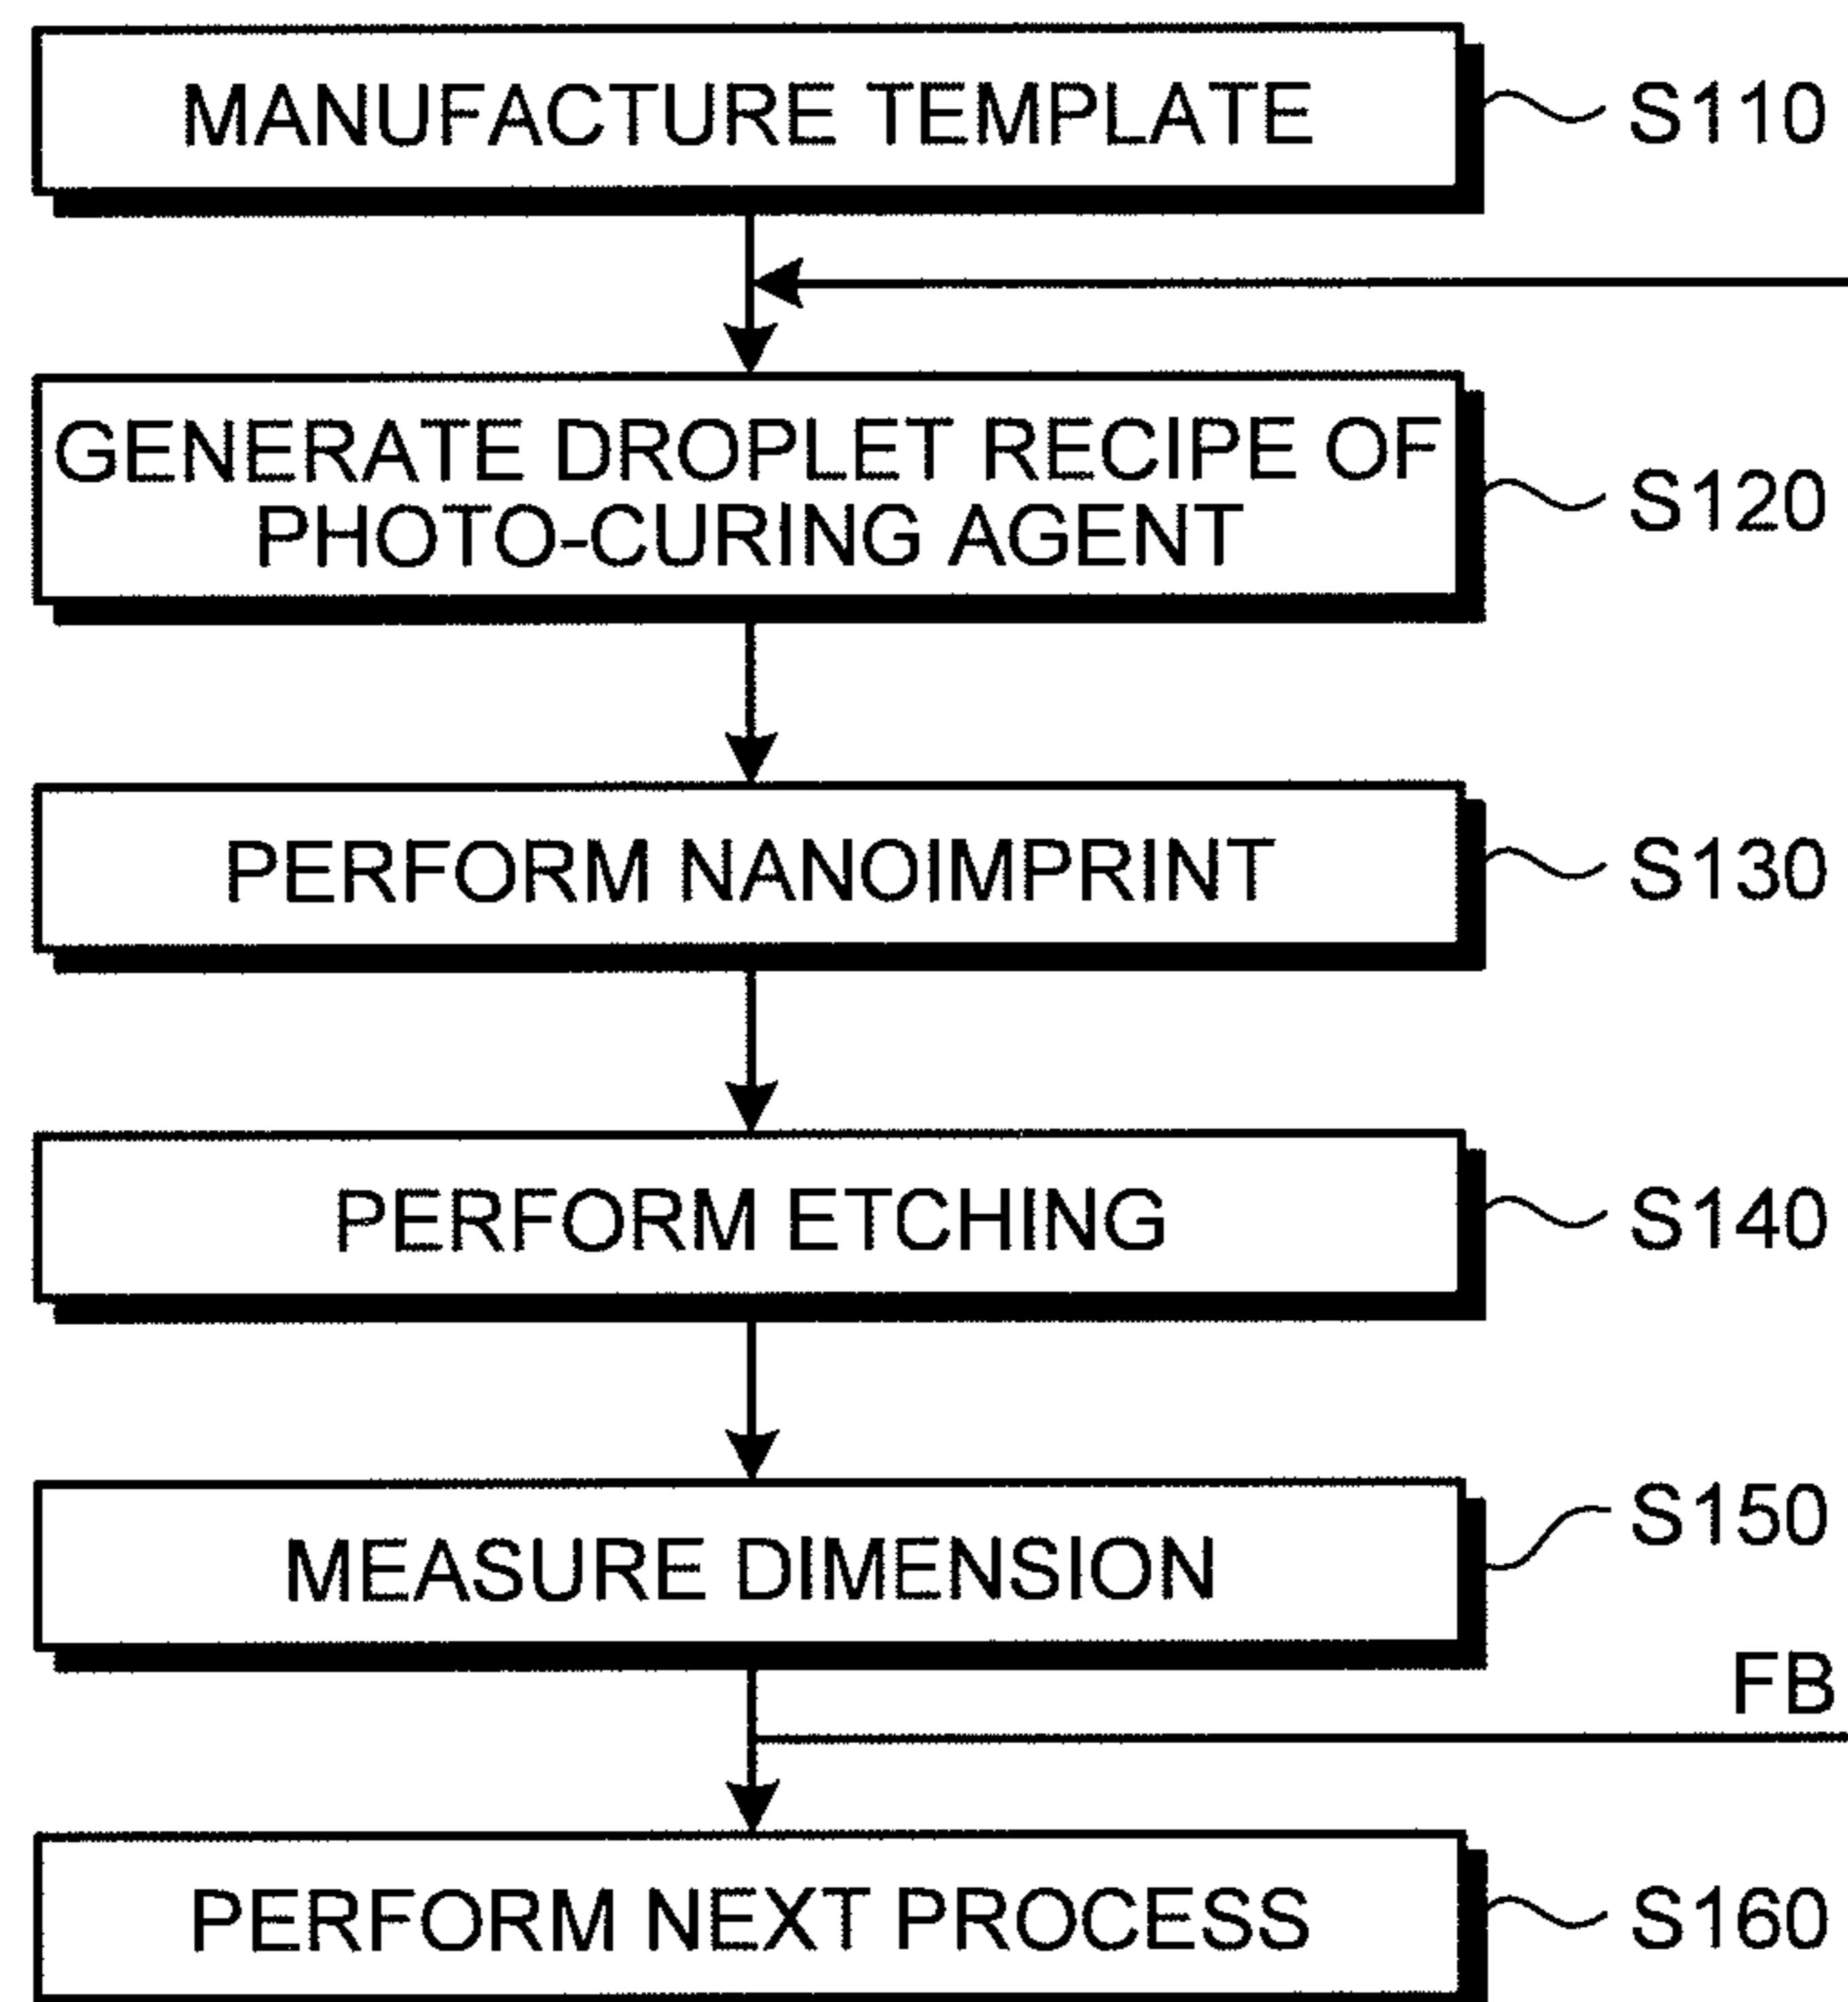 MANUFACTURE TEMPLATE
S110
GENERATE DROPLET RECIPE OF
PHOTO-CURING AGENT
S120
PERFORM NANOIMPRINT
S130
PERFORM ETCHING
S140
MEASURE DIMENSION
S150
FB
PERFORM NEXT PROCESS
S160